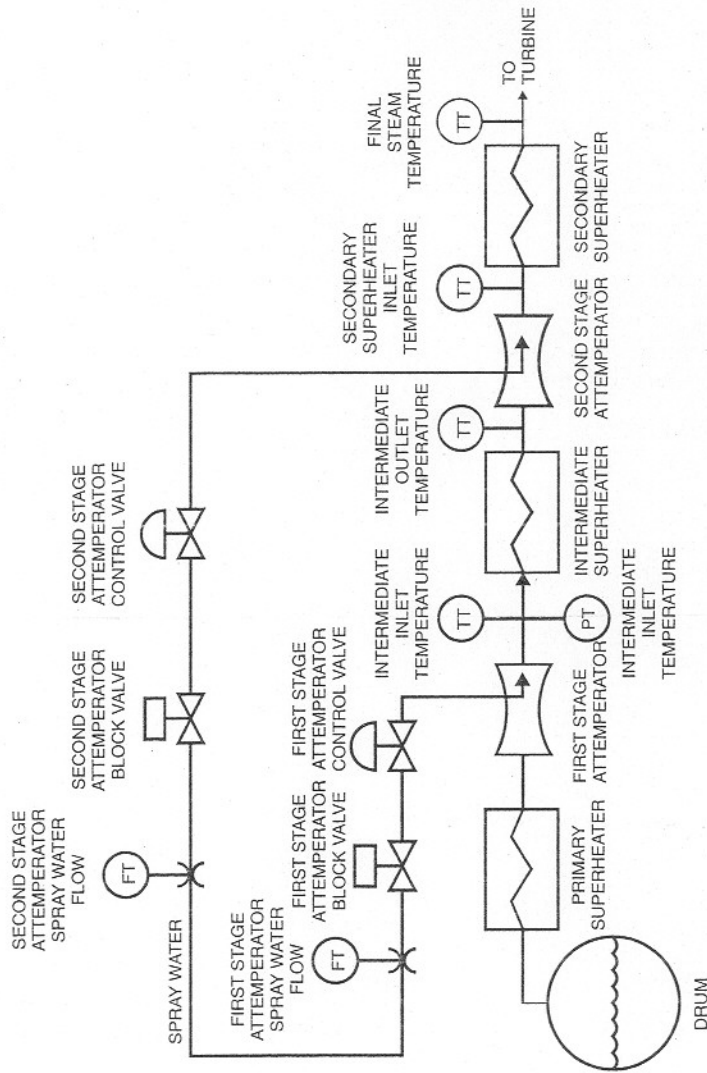 SECOND STAGE
ATTEMPERATOR
SPRAY WATER
FLOW
FT
SECOND STAGE
ATTEMPERATOR
BLOCK VALVE
SECOND STAGE
ATTEMPERATOR
CONTROL VALVE
SPRAY WATER
FIRST STAGE
ATTEMPERATOR
SPRAY WATER
FLOW
FT
FIRST STAGE
ATTEMPERATOR
BLOCK VALVE
FIRST STAGE
ATTEMPERATOR
CONTROL VALVE
INTERMEDIATE
INLET
TEMPERATURE
TT
INTERMEDIATE
OUTLET
TEMPERATURE
TT
SECONDARY
SUPERHEATER
INLET
TEMPERATURE
TT
FINAL
STEAM
TEMPERATURE
TT
TO
TURBINE
PT
DRUM
PRIMARY
SUPERHEATER
FIRST STAGE
ATTEMPERATOR
INTERMEDIATE
INLET
TEMPERATURE
INTERMEDIATE
SUPERHEATER
SECOND STAGE
ATTEMPERATOR
SECONDARY
SUPERHEATER